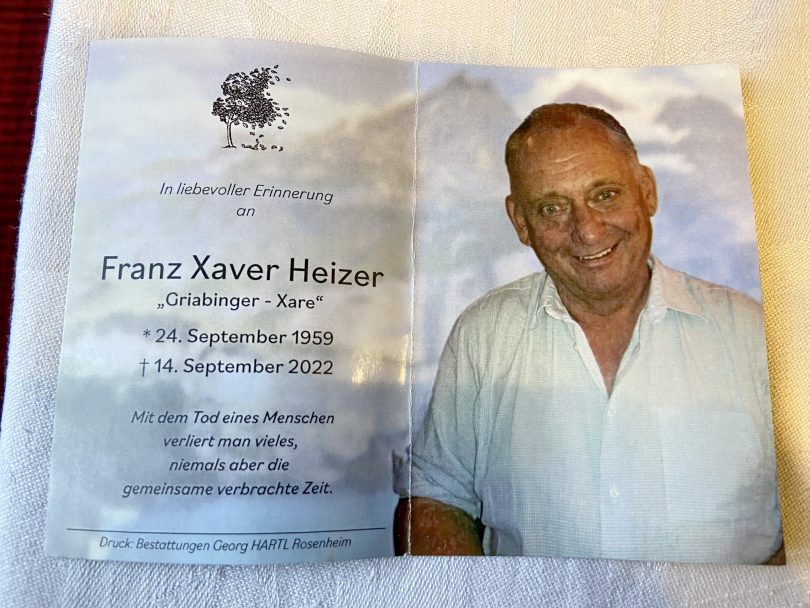 In liebevoller Erinnerung
an
Franz Xaver Heizer
„Griabinger - Xare“
* 24. September 1959
† 14. September 2022
Mit dem Tod eines Menschen
verliert man vieles,
niemals aber die
gemeinsame verbrachte Zeit.
Druck: Bestattungen Georg HARTL Rosenheim